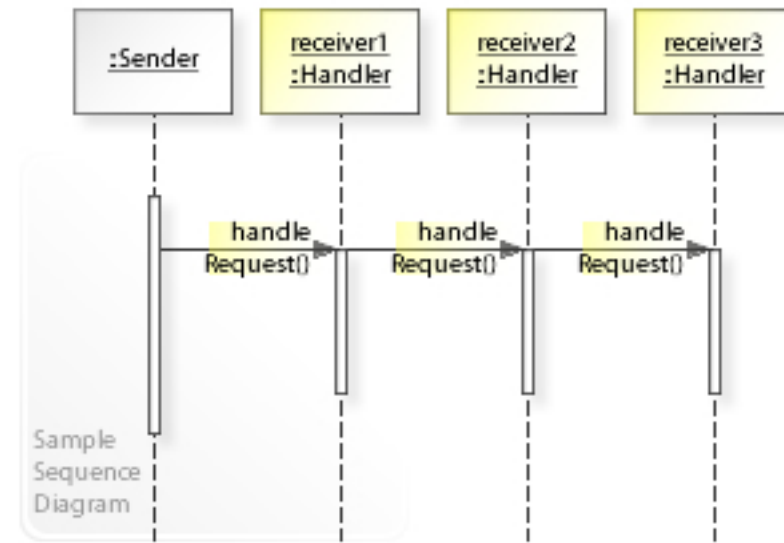 :Sender
receiver1
:Handler
receiver2
:Handler
receiver3
:Handler
handle
Request()
handle
Request()
handle
Request()
Sample
Sequence
Diagram